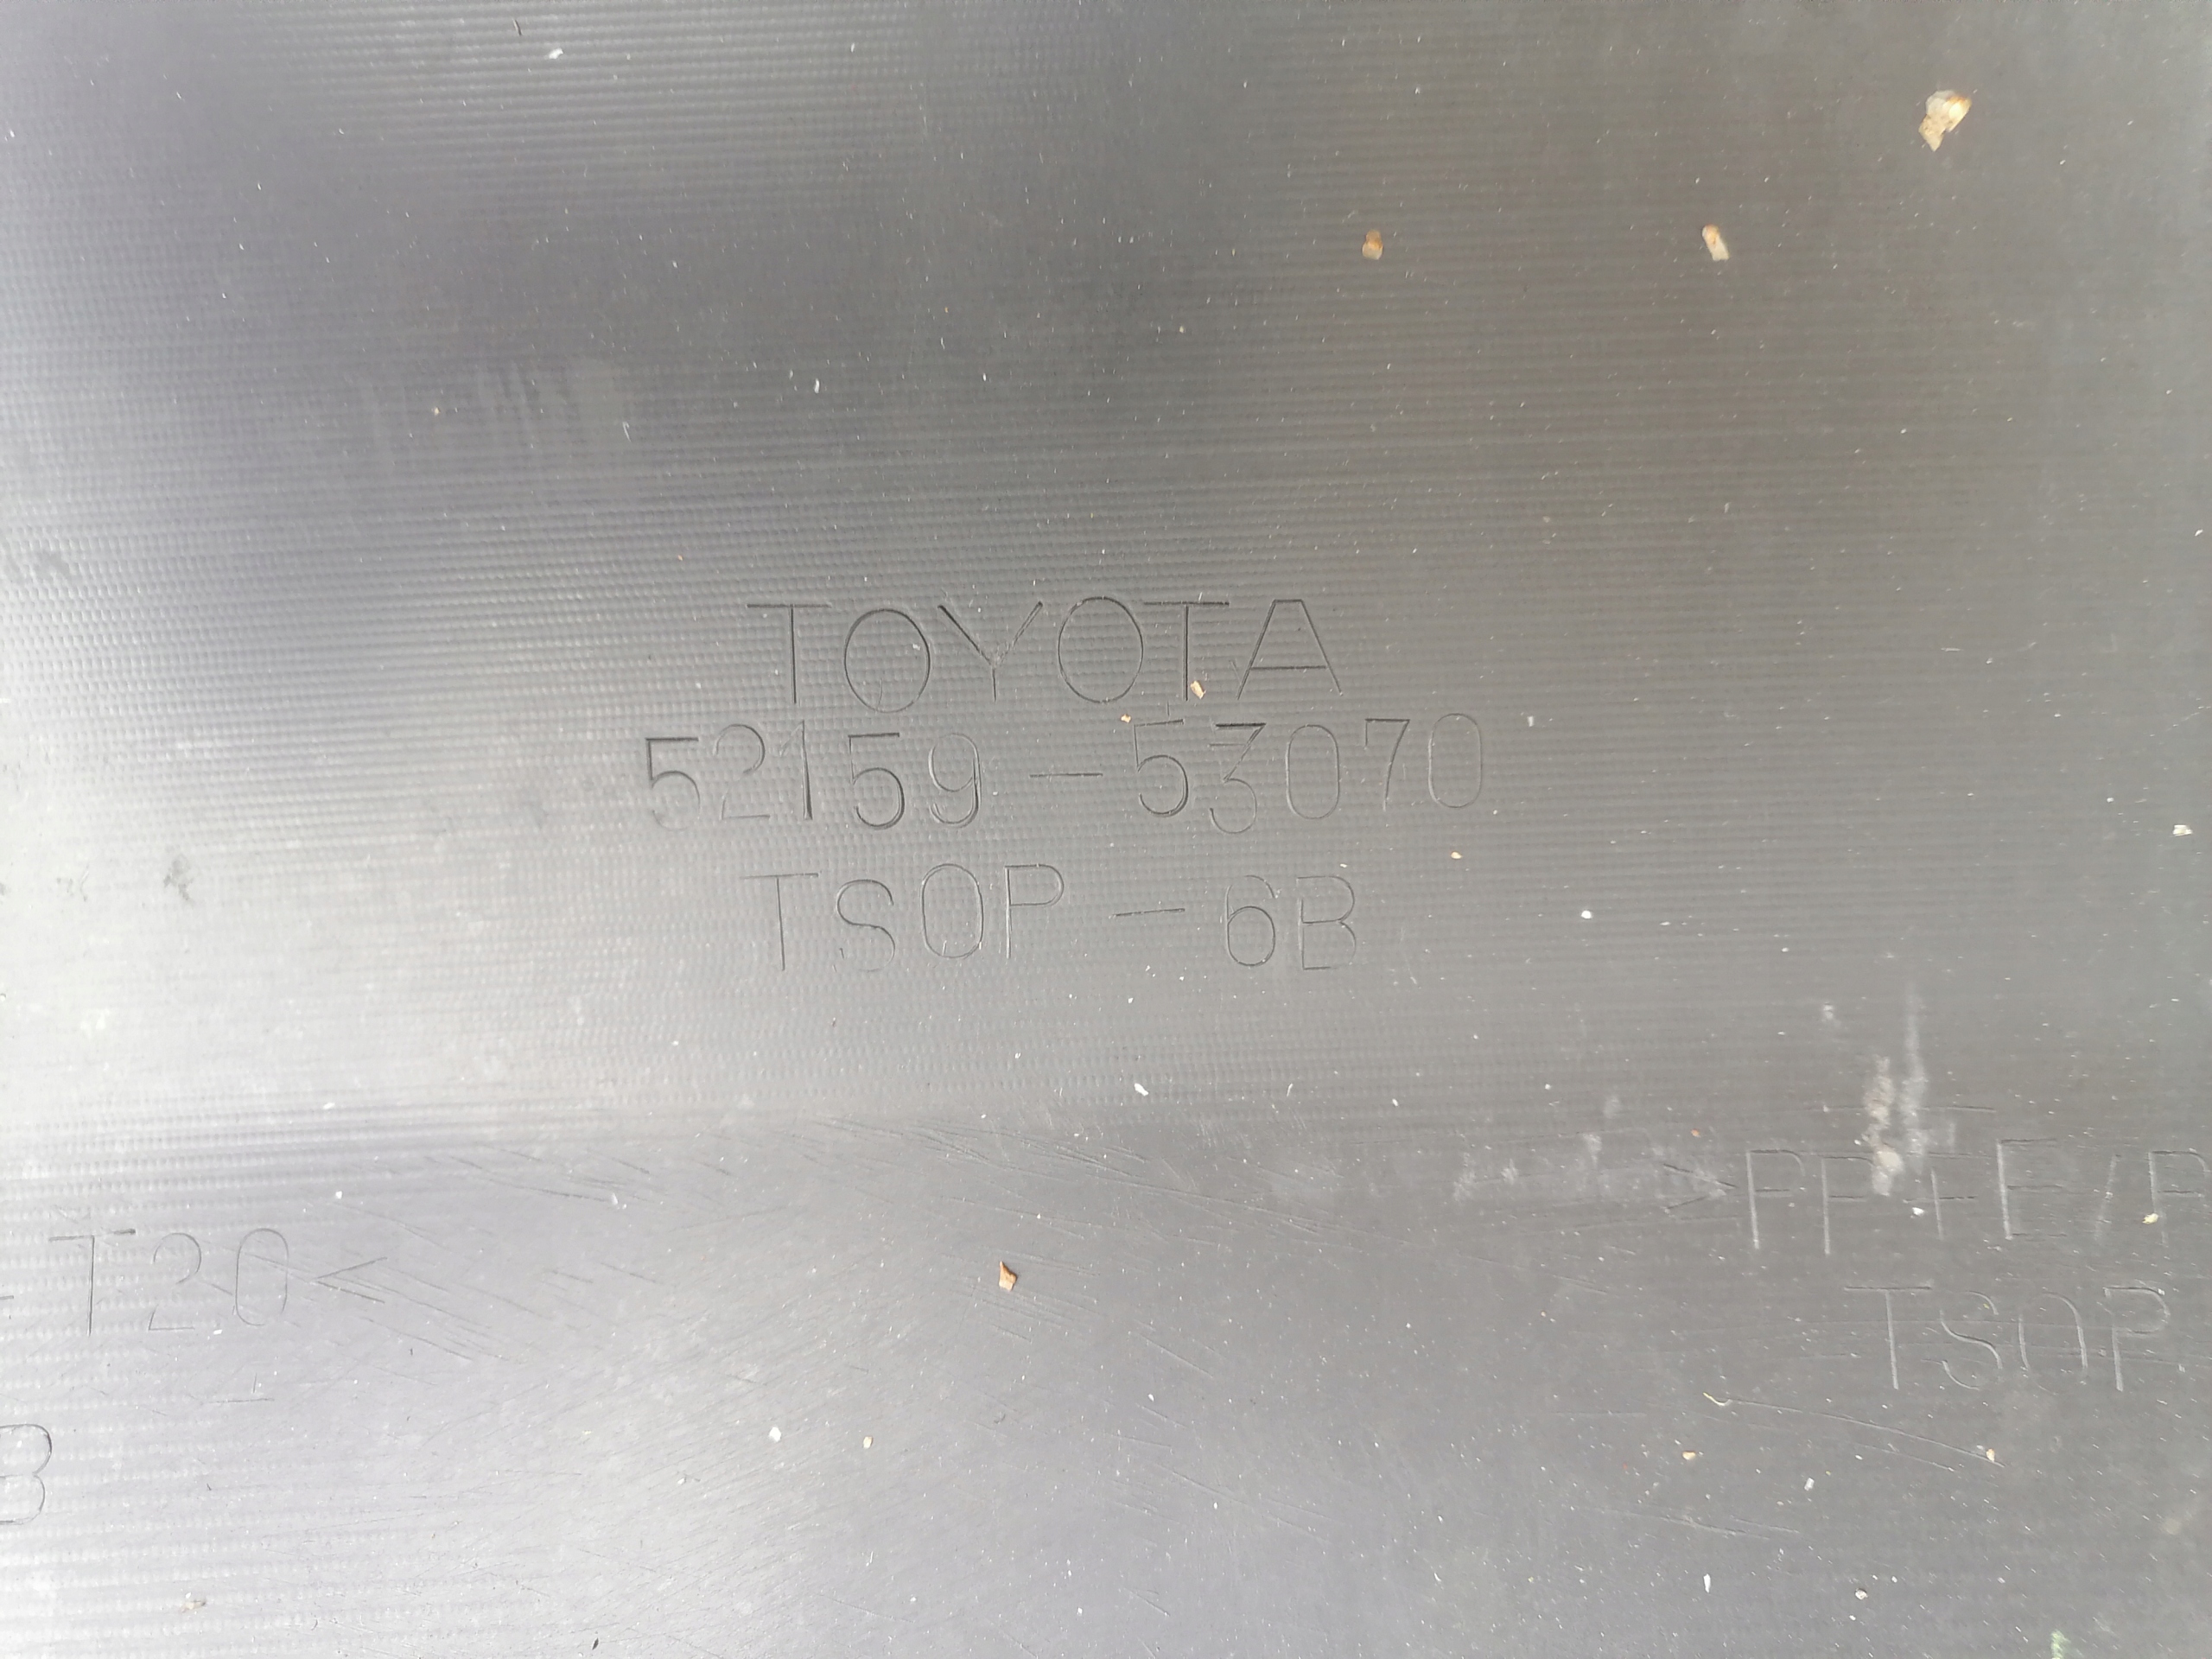 TOYOTA
52159-53070
TSOP-6B
T20<
>PP+E/P
TSOP
B